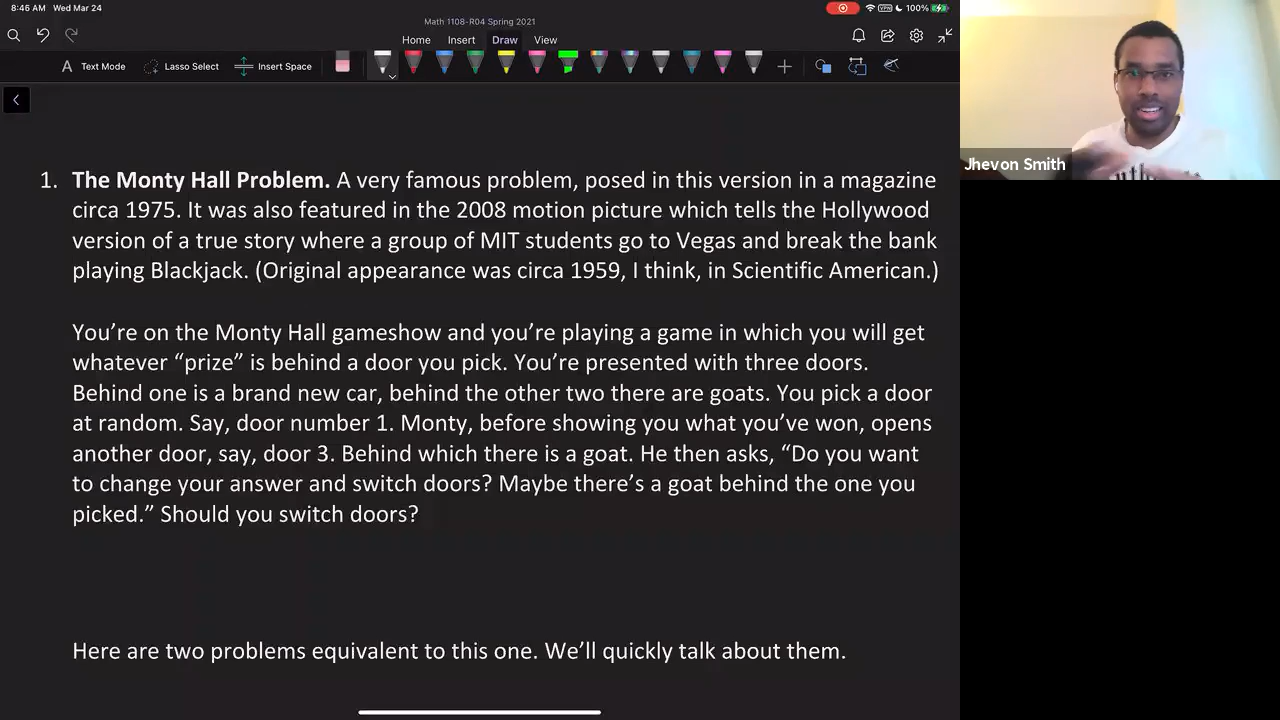 8:46 AM Wed Mar 24
100%
Math 1108-R04 Spring 2021
Home Insert Draw View
Text Mode Lasso Select Insert Space
1. The Monty Hall Problem. A very famous problem, posed in this version in a magazine
circa 1975. It was also featured in the 2008 motion picture which tells the Hollywood
version of a true story where a group of MIT students go to Vegas and break the bank
playing Blackjack. (Original appearance was circa 1959, I think, in Scientific American.)
You’re on the Monty Hall gameshow and you’re playing a game in which you will get
whatever “prize” is behind a door you pick. You’re presented with three doors.
Behind one is a brand new car, behind the other two there are goats. You pick a door
at random. Say, door number 1. Monty, before showing you what you’ve won, opens
another door, say, door 3. Behind which there is a goat. He then asks, “Do you want
to change your answer and switch doors? Maybe there’s a goat behind the one you
picked.” Should you switch doors?
Here are two problems equivalent to this one. We’ll quickly talk about them.
Jhevon Smith